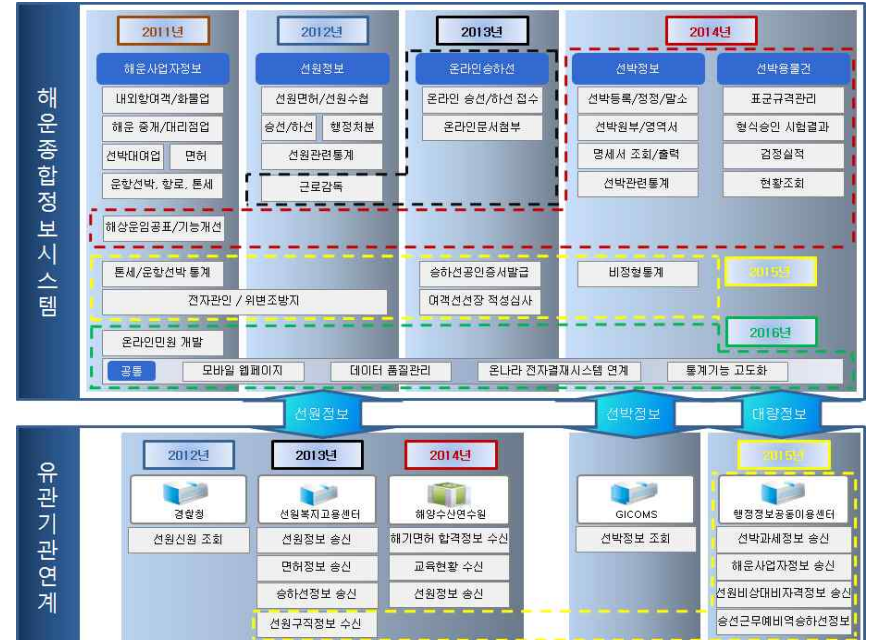 해운종합정보시스템
2011년
2012년
2013년
2014년
해운사업자정보
선원정보
온라인승하선
선박정보
선박용물건
내외항여객/화물업
선원면허/선원수첩
온라인 승선/하선 접수
선박등록/정정/말소
표군규격관리
해운 중개/대리점업
승선/하선
행정처분
온라인문서첨부
선박원부/영역서
형식승인 시험결과
선박대여업
면허
선원관련통계
명세서 조회/출력
검정실적
운항선박, 항로, 톤세
근로감독
선박관련통계
현황조회
해상운임공표/기능개선
톤세/운항선박 통계
승하선공인증서발급
비정형통계
2015년
전자관인 / 위변조방지
여객선선장 적성심사
온라인민원 개발
2016년
공통
모바일 웹페이지
데이터 품질관리
온나라 전자결재시스템 연계
통계기능 고도화
선원정보
선박정보
대량정보
유관기관연계
2012년
2013년
2014년
2015년
경찰청
선원복지고용센터
해양수산연수원
GICOMS
행정정보공동이용센터
선원신원 조회
선원정보 송신
해기면허 합격정보 수신
선박정보 조회
선박과세정보 송신
면허정보 송신
교육현황 수신
해운사업자정보 송신
승하선정보 송신
선원정보 송신
선원비상대비자격정보 송신
선원구직정보 수신
승선근무예비역승하선정보